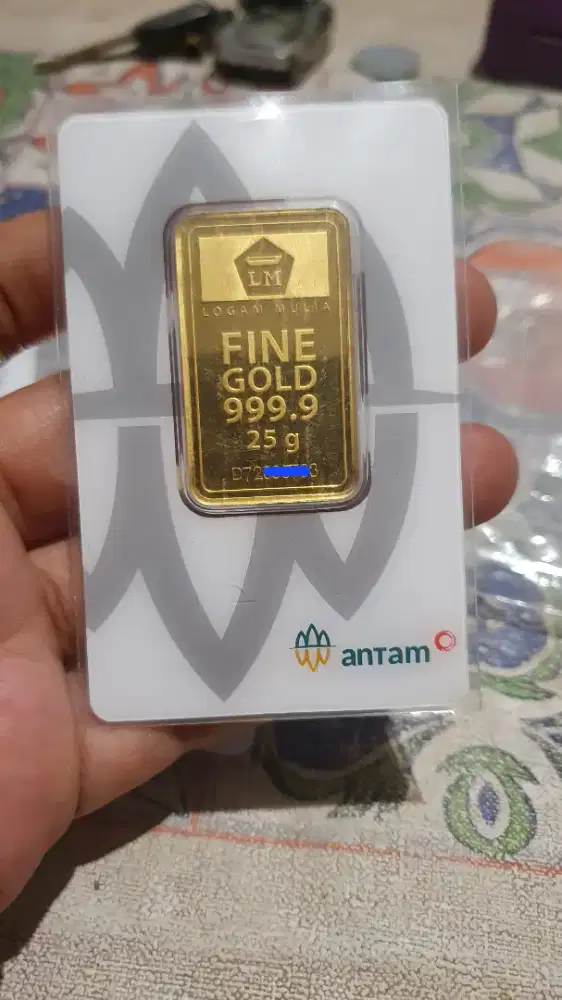 LM
LOGAM MULIA
FINE
GOLD
999.9
25 g
antam